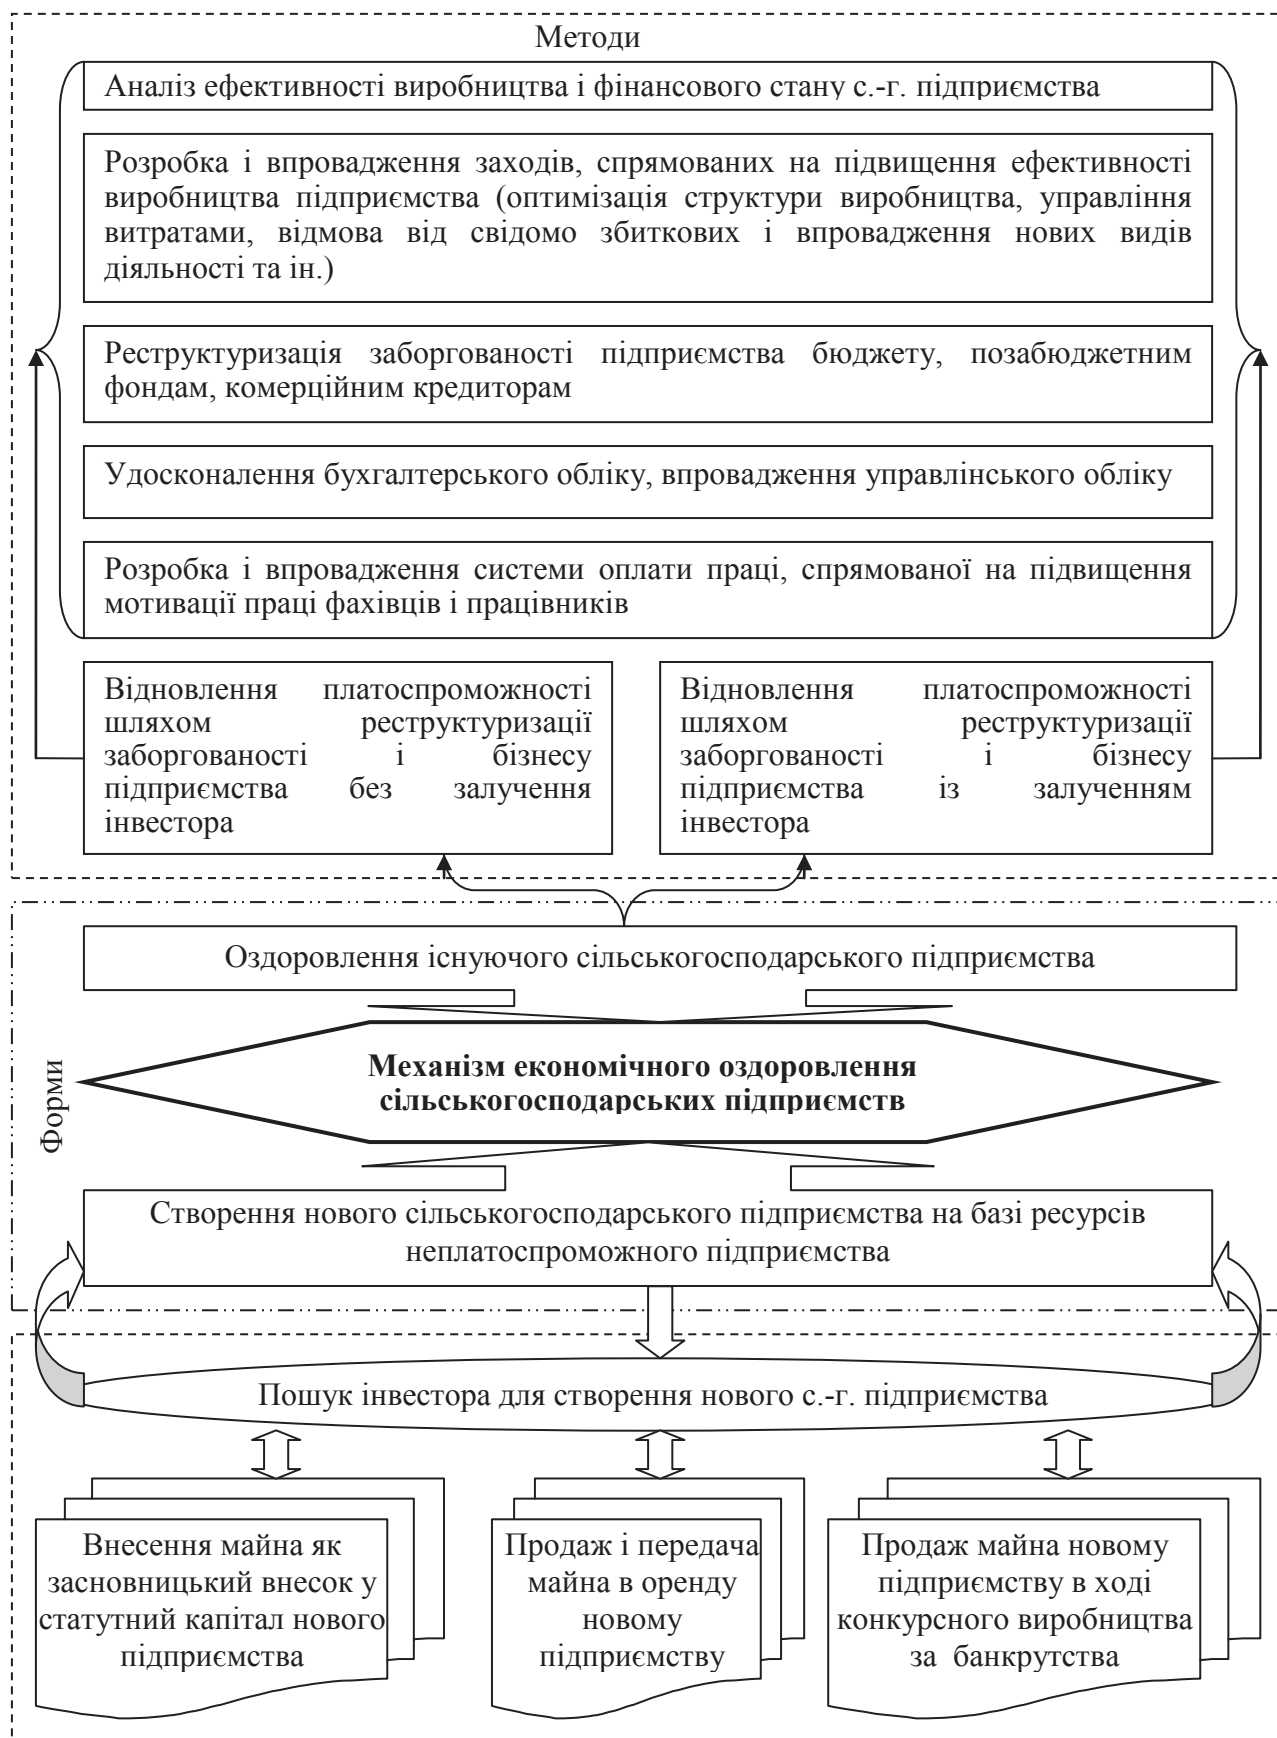 Методи
Аналіз ефективності виробництва і фінансового стану с.-г. підприємства
Розробка і впровадження заходів, спрямованих на підвищення ефективності
виробництва підприємства (оптимізація структури виробництва, управління
витратами, відмова від свідомо збиткових і впровадження нових видів
діяльності та ін.)
Реструктуризація заборгованості підприємства бюджету, позабюджетним
фондам, комерційним кредиторам
Удосконалення бухгалтерського обліку, впровадження управлінського обліку
Розробка і впровадження системи оплати праці, спрямованої на підвищення
мотивації праці фахівців і працівників
Відновлення платоспроможності
шляхом реструктуризації
заборгованості і бізнесу
підприємства без залучення
інвестора
Відновлення платоспроможності
шляхом реструктуризації
заборгованості і бізнесу
підприємства із залученням
інвестора
Оздоровлення існуючого сільськогосподарського підприємства
Форми
Механізм економічного оздоровлення
сільськогосподарських підприємств
Створення нового сільськогосподарського підприємства на базі ресурсів
неплатоспроможного підприємства
Пошук інвестора для створення нового с.-г. підприємства
Внесення майна як
засновницький внесок у
статутний капітал нового
підприємства
Продаж і передача
майна в оренду
новому
підприємству
Продаж майна новому
підприємству в ході
конкурсного виробництва
за банкрутства